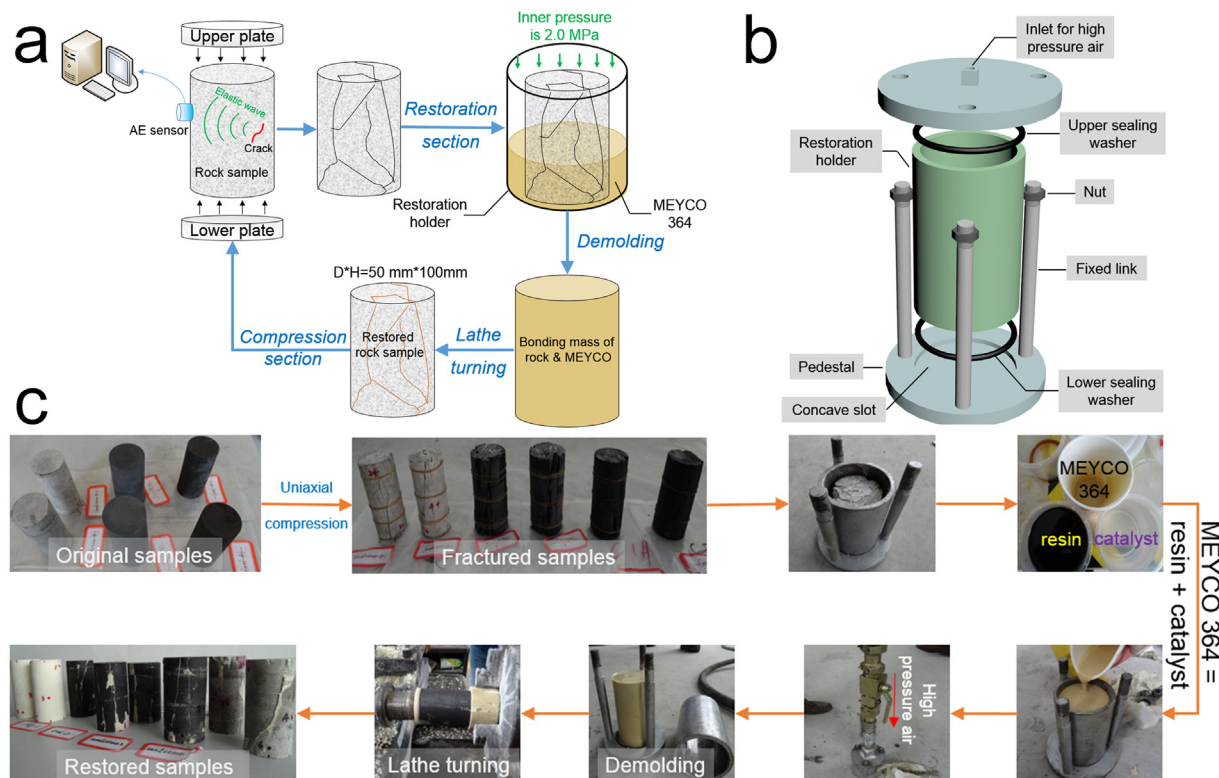 a
Upper plate
Elastic wave
AE sensor
Crack
Rock sample
Lower plate
Restoration
section
Inner pressure
is 2.0 MPa
Restoration
holder
MEYCO
364
Demolding
Bonding mass of
rock & MEYCO
Lathe
turning
D*H=50 mm*100mm
Restored
rock sample
Compression
section
b
Inlet for high
pressure air
Upper sealing
washer
Restoration
holder
Nut
Fixed link
Pedestal
Concave slot
Lower sealing
washer
c
Original samples
Uniaxial
compression
Fractured samples
MEYCO
364
resin
catalyst
MEYCO 364 =
resin + catalyst
High
pressure air
Demolding
Lathe turning
Restored samples